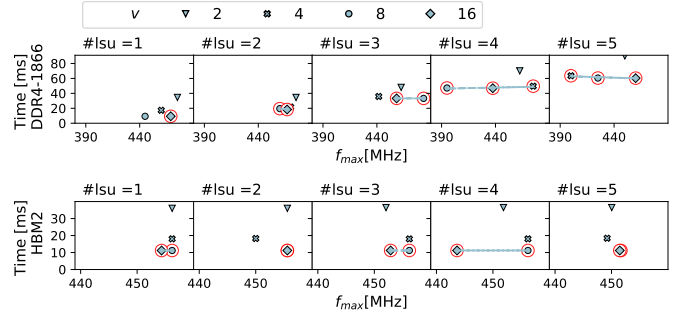 v 2 4 8 16
#lsu =1 #lsu =2 #lsu =3 #lsu =4 #lsu =5
Time [ms]
DDR4-1866
80
60
40
20
0
390 440 390 440 390 440 390 440 390 440
fmax[MHz]
#lsu =1 #lsu =2 #lsu =3 #lsu =4 #lsu =5
Time [ms]
HBM2
30
20
10
0
440 450 440 450 440 450 440 450 440 450
fmax[MHz]